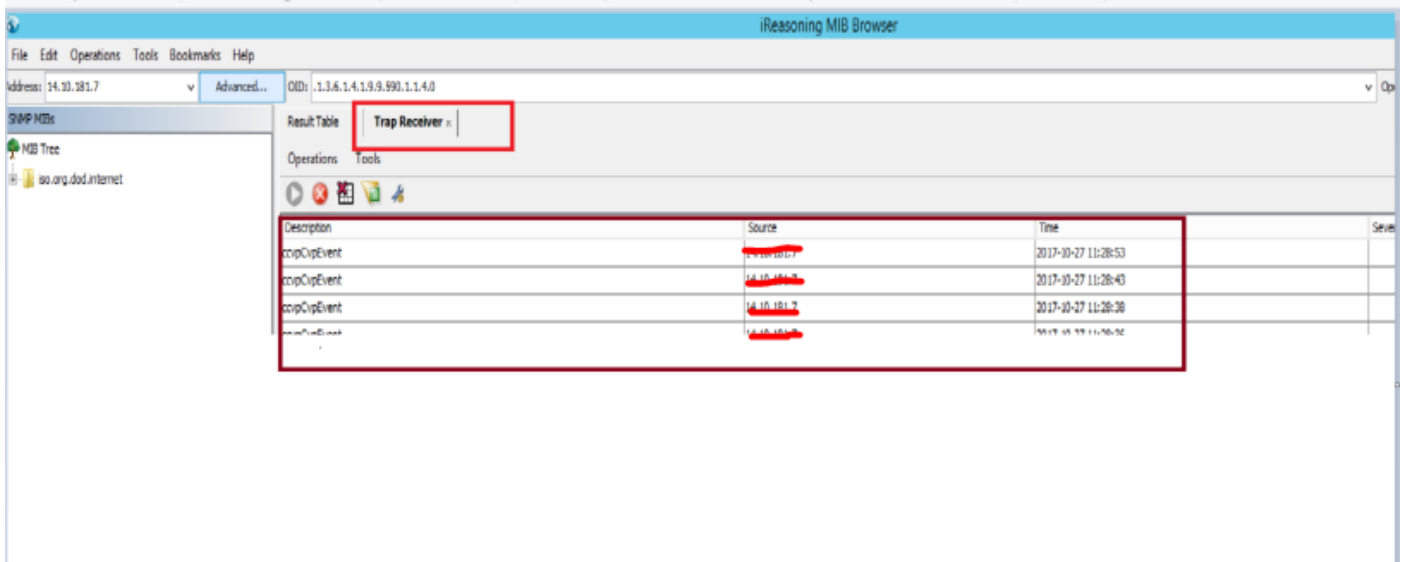 iReasoning MIB Browser
File Edit Operations Tools Bookmarks Help
Address: 14.10.181.7 Advanced... OID: .1.3.6.1.4.1.9.9.590.1.1.4.0
SNMP MIBs
Result Table Trap Receiver
MIB Tree
Operations Tools
iso.org.dod.internet
Description Source Time
ccvpCvpEvent 2017-10-27 11:28:53
ccvpCvpEvent 2017-10-27 11:28:43
ccvpCvpEvent 14.10.181.7 2017-10-27 11:28:38